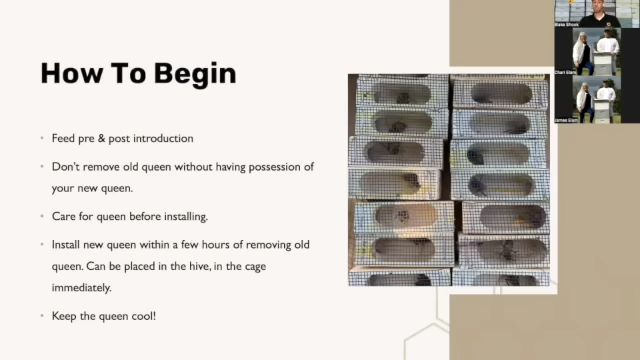 How To Begin
Feed pre & post introduction
Don't remove old queen without having possession of
your new queen.
Care for queen before installing.
Install new queen within a few hours of removing old
queen. Can be placed in the hive, in the cage
immediately.
Keep the queen cool!